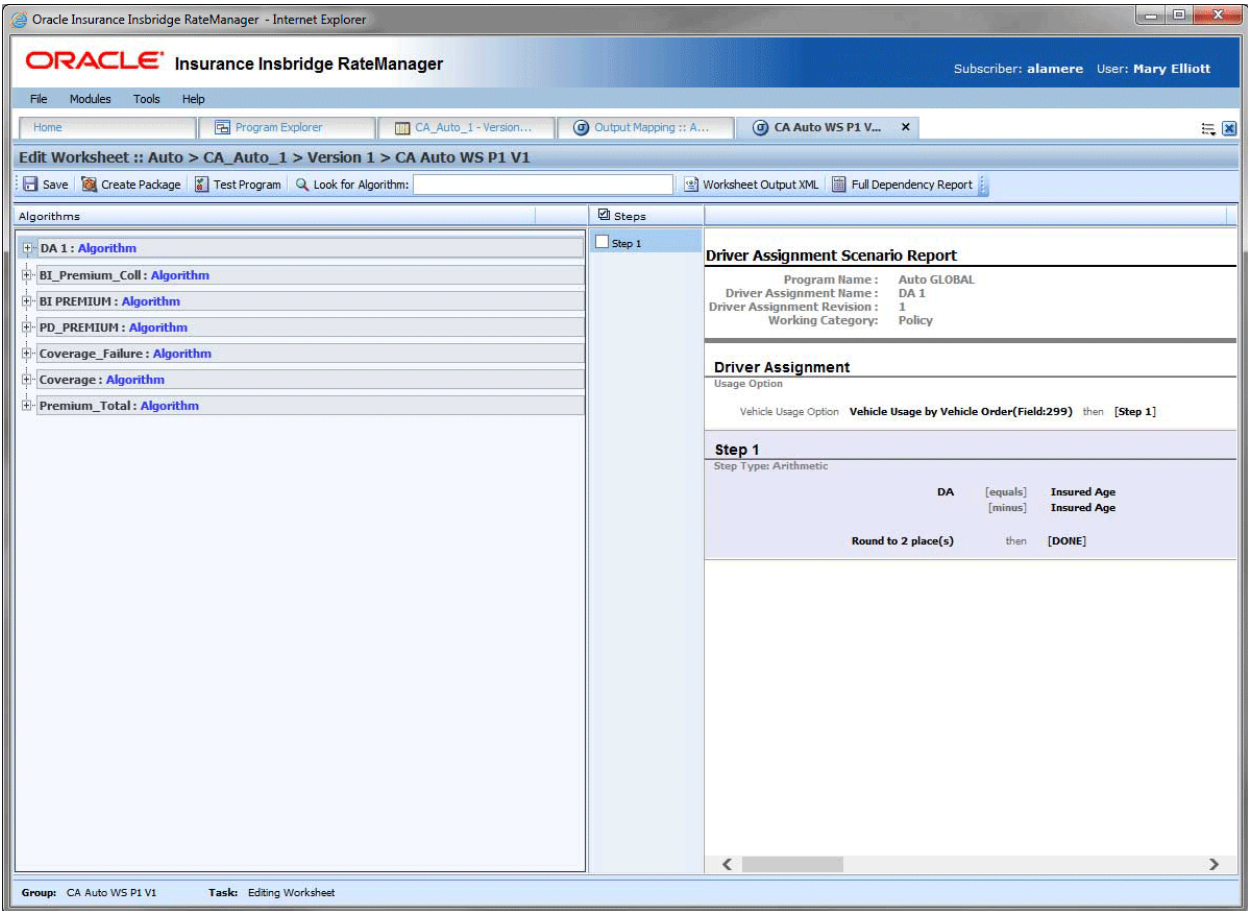 Oracle Insurance Insbridge RateManager - Internet Explorer
ORACLE Insurance Insbridge RateManager
Subscriber: alamere User: Mary Elliott
File Modules Tools Help
Home Program Explorer CA_Auto_1 - Version... Output Mapping :: A... CA Auto WS P1 V... x
Edit Worksheet :: Auto > CA_Auto_1 > Version 1 > CA Auto WS P1 V1
Save Create Package Test Program Look for Algorithm: Worksheet Output XML Full Dependency Report
Algorithms
DA 1 : Algorithm
BI_Premium_Coll : Algorithm
BI PREMIUM : Algorithm
PD_PREMIUM : Algorithm
Coverage_Failure : Algorithm
Coverage : Algorithm
Premium_Total : Algorithm
Steps
Step 1
Driver Assignment Scenario Report
Program Name : Auto GLOBAL
Driver Assignment Name : DA 1
Driver Assignment Revision : 1
Working Category: Policy
Driver Assignment
Usage Option
Vehicle Usage Option Vehicle Usage by Vehicle Order(Field:299) then [Step 1]
Step 1
Step Type: Arithmetic
DA [equals] Insured Age
[minus] Insured Age
Round to 2 place(s) then [DONE]
Group: CA Auto WS P1 V1 Task: Editing Worksheet